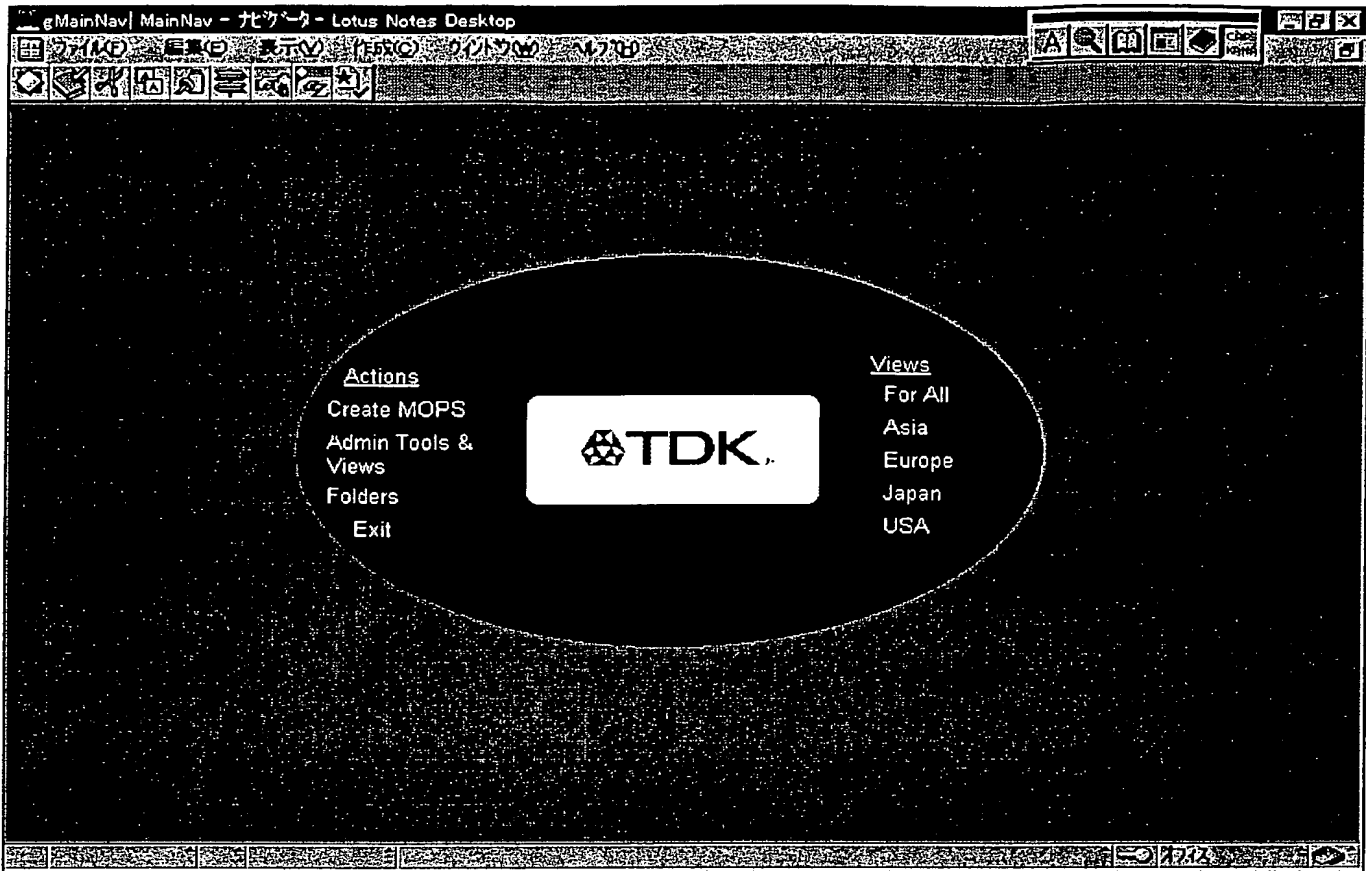 gMainNav| MainNav - ナビゲータ - Lotus Notes Desktop
ファイル(F) 編集(E) 表示(V) 作成(C) ウィンドウ(W) ヘルプ(H)
Actions
Create MOPS
Admin Tools &
Views
Folders
Exit
TDK
Views
For All
Asia
Europe
Japan
USA
オフィス